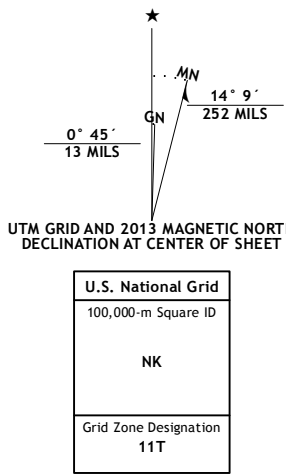 ★
MN
GN
14° 9´
252 MILS
0° 45´
13 MILS
UTM GRID AND 2013 MAGNETIC NORT
DECLINATION AT CENTER OF SHEET
U.S. National Grid
100,000-m Square ID
NK
Grid Zone Designation
11T